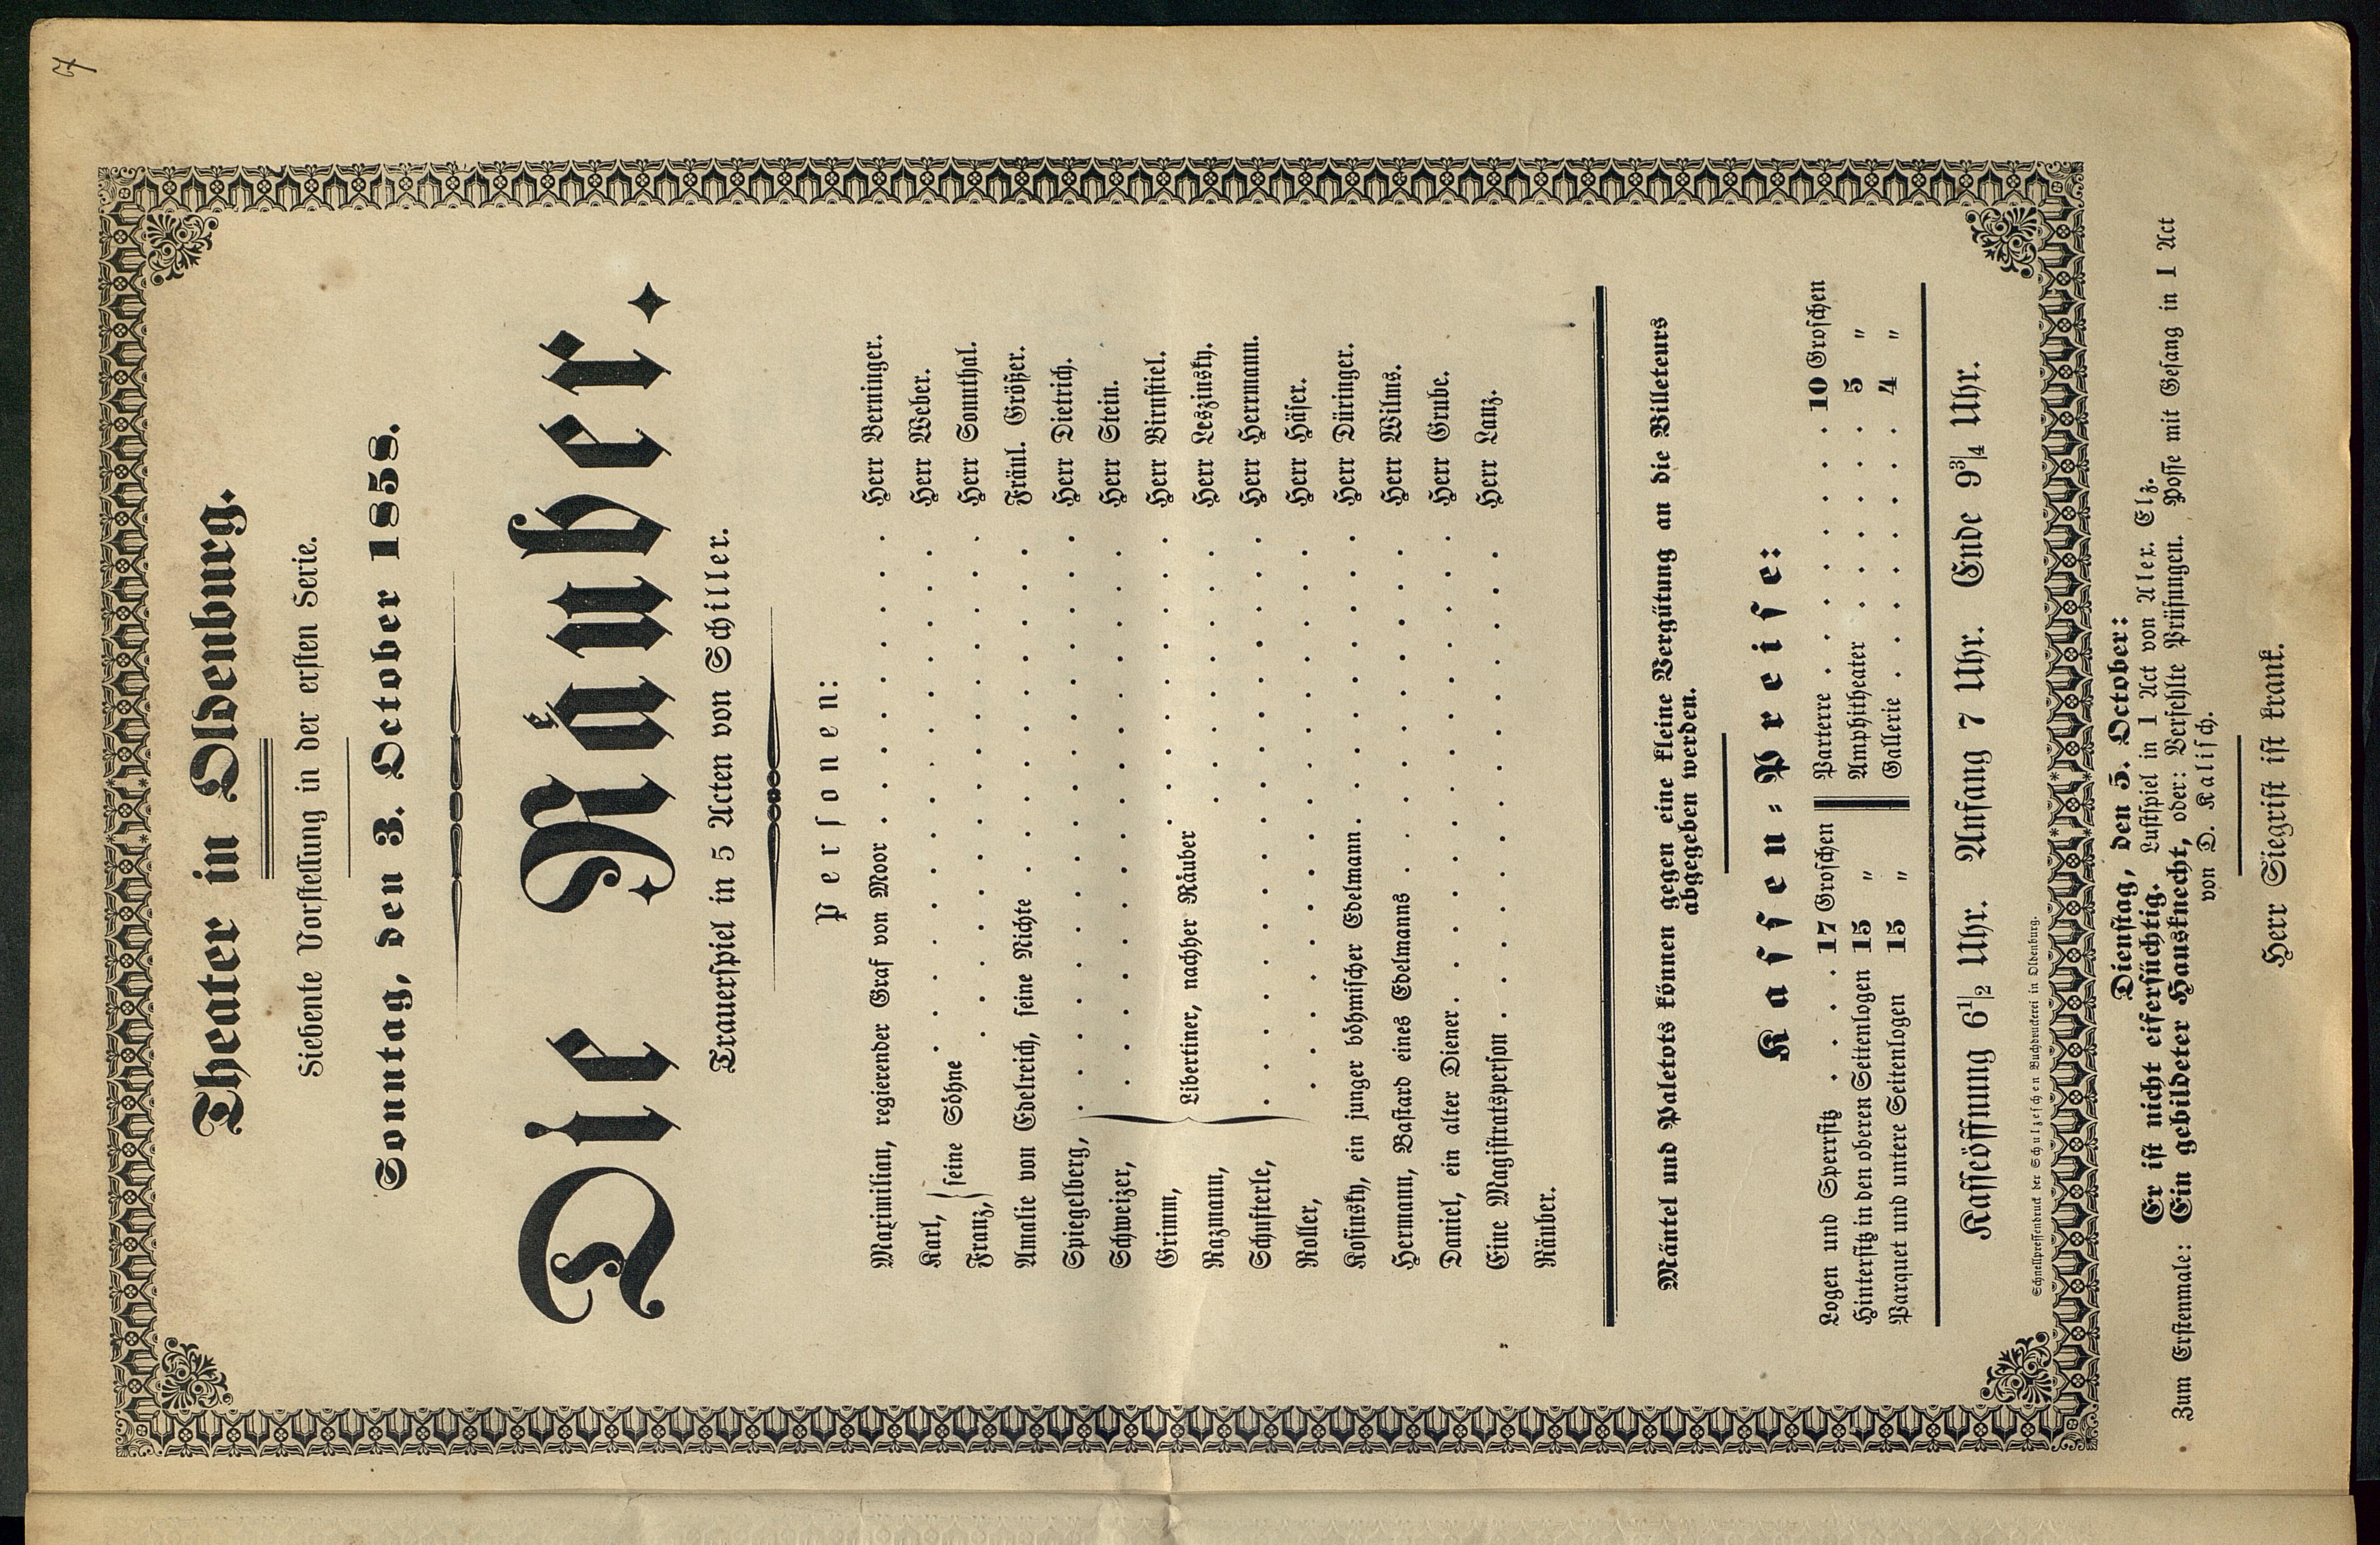 7
Theater in Oldenburg.
Siebente Vorstellung in der ersten Serie.
Sonntag, den 3. October 1858.
Die Räuber.
Trauerspiel in 5 Acten von Schiller.
Personen:
Maximilian, regierender Graf von Moor . . . . . . . . Herr Berninger.
Karl, } seine Söhne . . . . . . . . Herr Weber.
Franz, } . . . . . . . . Herr Sonnthal.
Amalie von Edelreich, seine Nichte . . . . . . . . Fräul. Größer.
Spiegelberg, . . . . . . . . Herr Dietrich.
Schweizer, . . . . . . . . Herr Stein.
Grimm, . . . . . . . . Herr Birnstiel.
Razmann, } Libertiner, nachher Räuber . . . . . . . . Herr Leszinsky.
Schufterle, . . . . . . . . Herr Herrmann.
Roller, . . . . . . . . Herr Häser.
Kosinsky, ein junger böhmischer Edelmann . . . . . . . . Herr Düringer.
Hermann, Bastard eines Edelmanns . . . . . . . . Herr Wilms.
Daniel, ein alter Diener . . . . . . . . Herr Grube.
Eine Magistratsperson . . . . . . . . Herr Lanz.
Räuber.
Mäntel und Paletots können gegen eine kleine Vergütung an die Billeteurs
abgegeben werden.
Kassen-Preise:
Logen und Sperrsitz . . . . 17 Groschen
Hintersitz in den oberen Seitenlogen 15 "
Parquet und untere Seitenlogen 15 "
Parterre . . . . . . . . 10 Groschen
Amphitheater . . . . . . 5 "
Gallerie . . . . . . . . 4 "
Kasseöffnung 6½ Uhr. Anfang 7 Uhr. Ende 9¾ Uhr.
Schnellpressendruck der Schulzeschen Buchdruckerei in Oldenburg.
Dienstag, den 5. October:
Er ist nicht eifersüchtig. Lustspiel in 1 Act von Alex. Elz.
Zum Erstenmale: Ein gebildeter Hausknecht, oder: Verfehlte Prüfungen. Posse mit Gesang in 1 Act
von D. Kalisch.
Herr Siegrist ist krank.